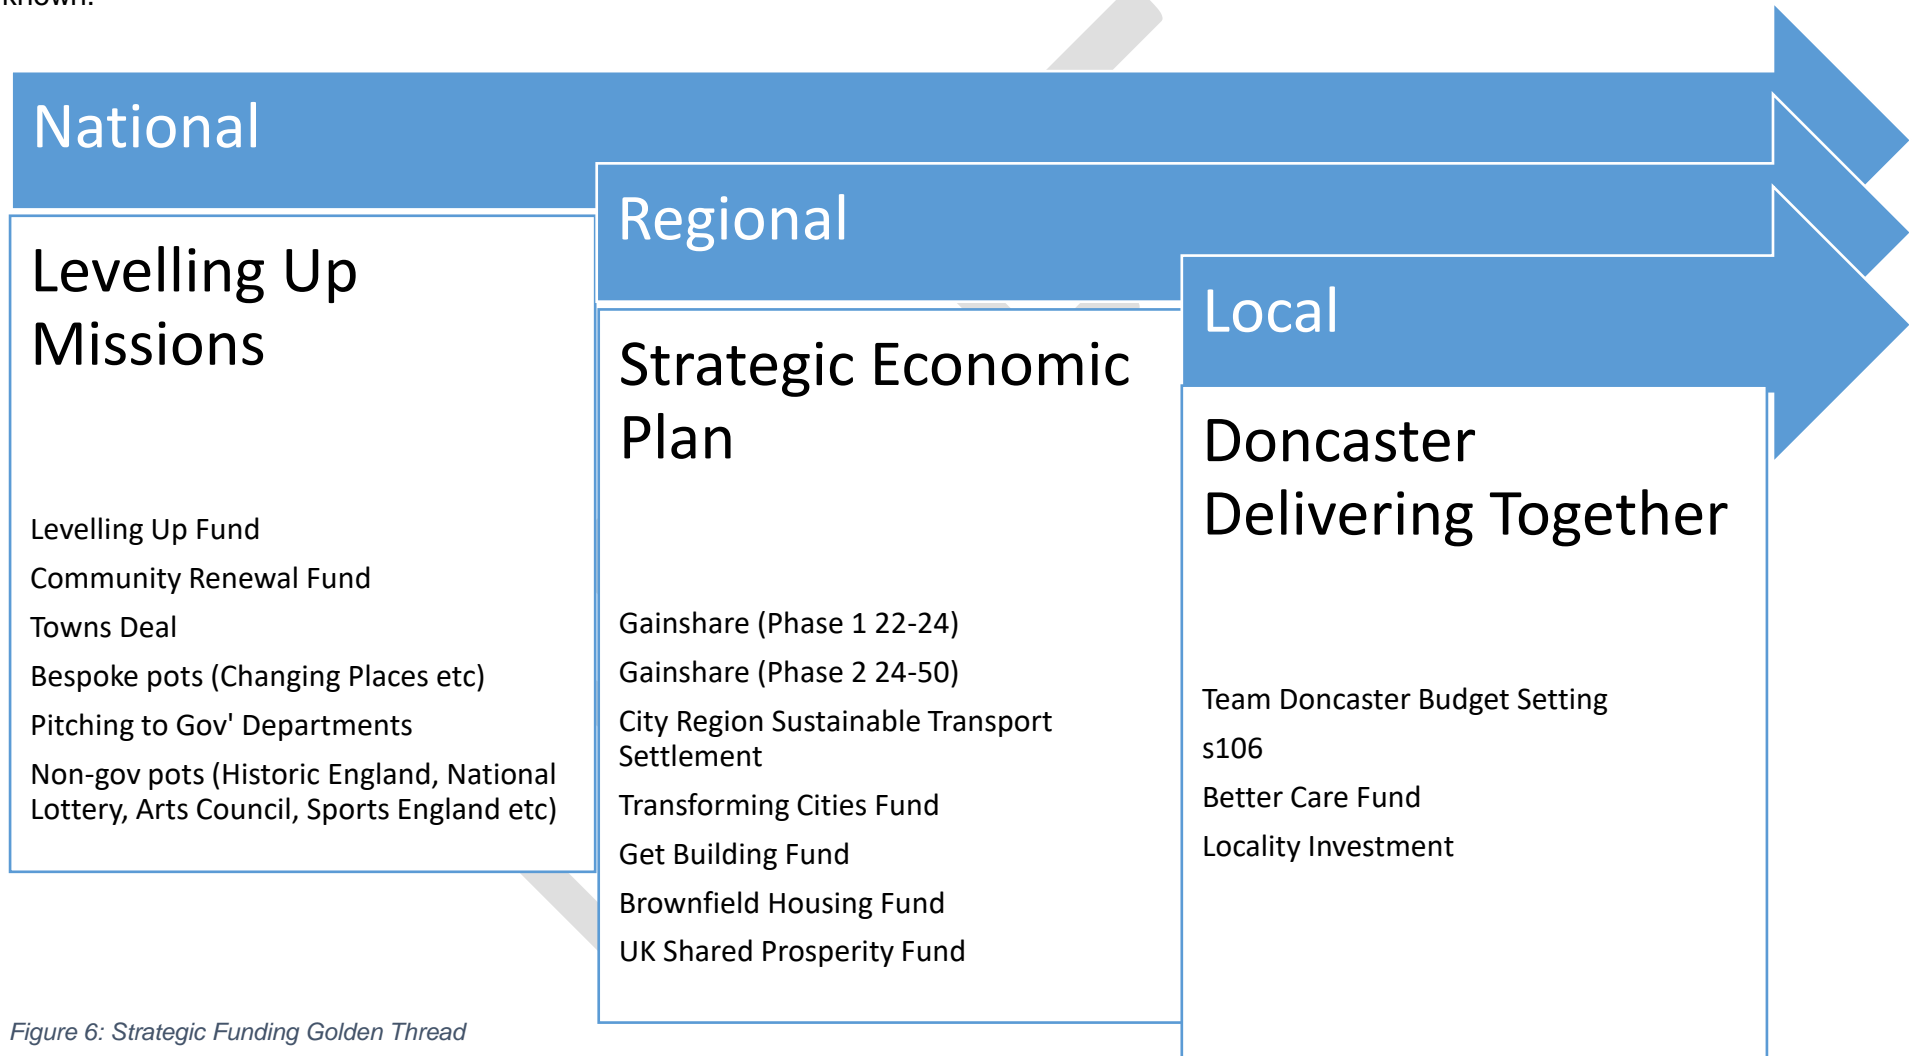 known.
National
Levelling Up
Missions
Levelling Up Fund
Community Renewal Fund
Towns Deal
Bespoke pots (Changing Places etc)
Pitching to Gov' Departments
Non-gov pots (Historic England, National
Lottery, Arts Council, Sports England etc)
Regional
Strategic Economic
Plan
Gainshare (Phase 1 22-24)
Gainshare (Phase 2 24-50)
City Region Sustainable Transport
Settlement
Transforming Cities Fund
Get Building Fund
Brownfield Housing Fund
UK Shared Prosperity Fund
Local
Doncaster
Delivering Together
Team Doncaster Budget Setting
s106
Better Care Fund
Locality Investment
Figure 6: Strategic Funding Golden Thread